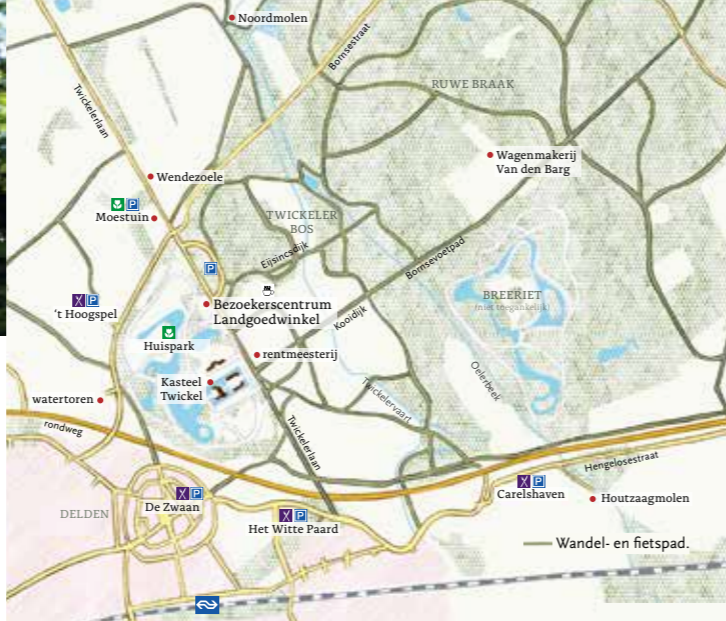 Noordmolen
Bornsestraat
RUWE BRAAK
Twickelerlaan
Wagenmakerij
Van den Barg
Wendezoele
P
Moestuin
TWICKELER
BOS
Eijsincsdijk
Bornsevoetpad
P
P
't Hoogspel
Bezoekerscentrum
Landgoedwinkel
BREERIET
(niet toegankelijk)
Kooidijk
Huispark
rentmeesterij
Kasteel
Twickel
Oelerbeek
watertoren
Twickelervaart
rondweg
Twickelerlaan
Hengelosestraat
P
Carelshaven
Houtzaagmolen
P
De Zwaan
DELDEN
P
Het Witte Paard
Wandel- en fietspad.